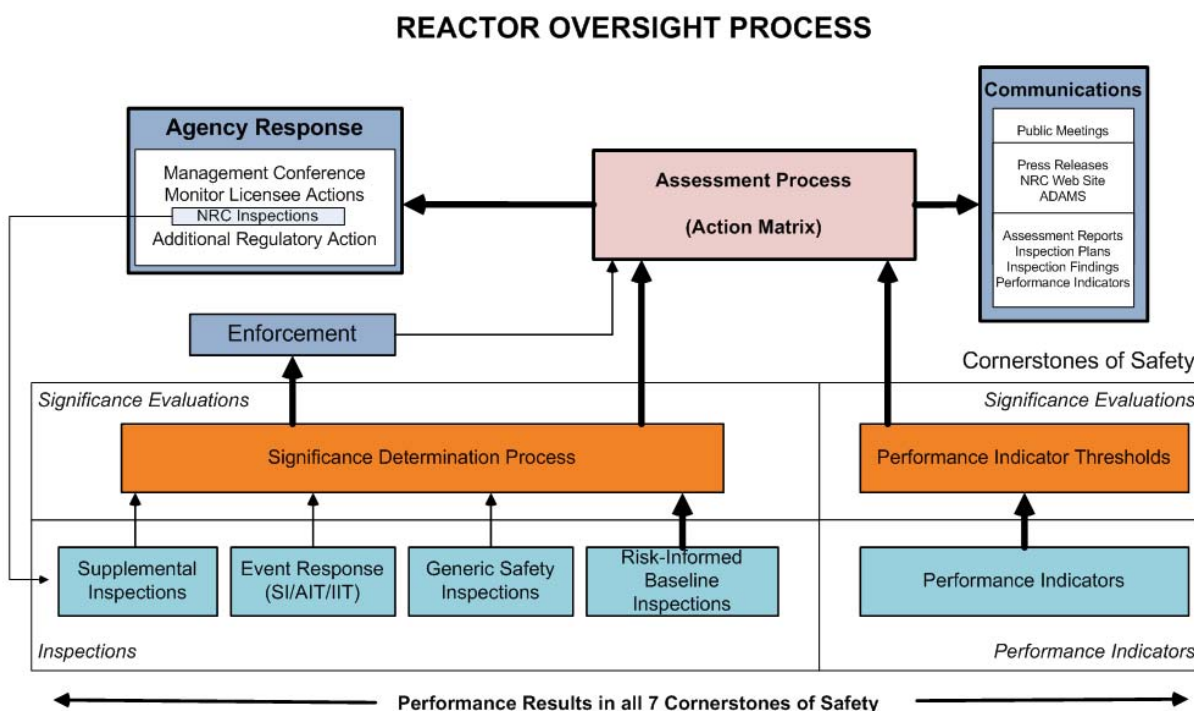 REACTOR OVERSIGHT PROCESS
Agency Response
Management Conference
Monitor Licensee Actions
NRC Inspections
Additional Regulatory Action
Assessment Process
(Action Matrix)
Communications
Public Meetings
Press Releases
NRC Web Site
ADAMS
Assessment Reports
Inspection Plans
Inspection Findings
Performance Indicators
Enforcement
Cornerstones of Safety
Significance Evaluations
Significance Evaluations
Significance Determination Process
Performance Indicator Thresholds
Supplemental
Inspections
Event Response
(SI/AIT/IIT)
Generic Safety
Inspections
Risk-Informed
Baseline
Inspections
Performance Indicators
Inspections
Performance Indicators
Performance Results in all 7 Cornerstones of Safety